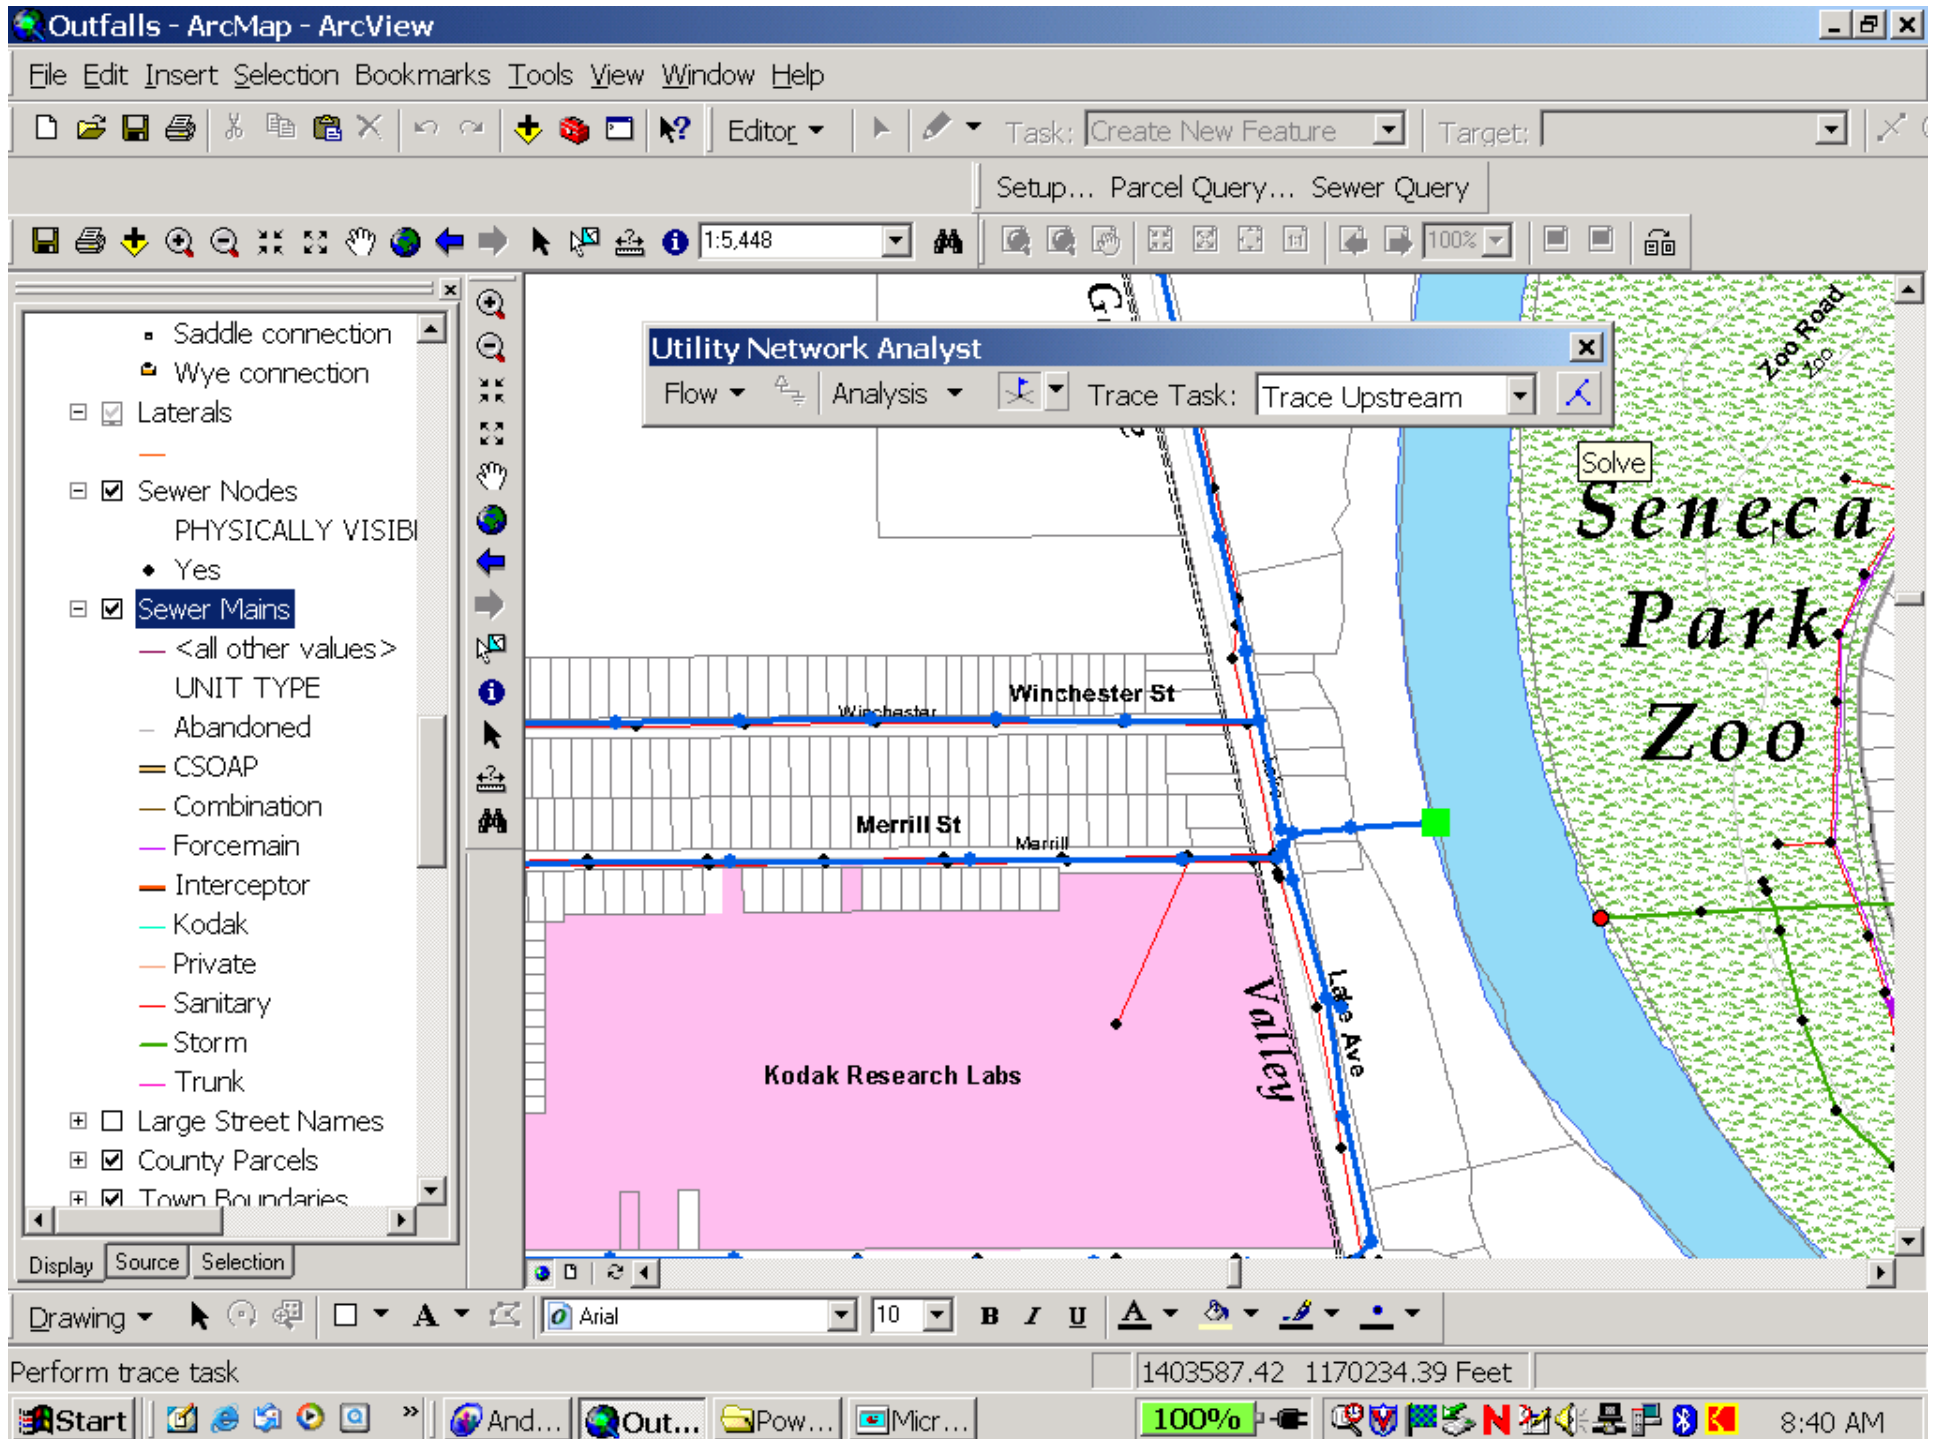 Outfalls - ArcMap - ArcView
File Edit Insert Selection Bookmarks Tools View Window Help
Editor Task: Create New Feature Target:
Setup... Parcel Query... Sewer Query
1:5,448 1:1 100%
Saddle connection
Wye connection
Laterals
Sewer Nodes
PHYSICALLY VISIBI
Yes
Sewer Mains
<all other values>
UNIT TYPE
Abandoned
CSOAP
Combination
Forcemain
Interceptor
Kodak
Private
Sanitary
Storm
Trunk
Large Street Names
County Parcels
Town Boundaries
Display Source Selection
Utility Network Analyst
Flow Analysis Trace Task: Trace Upstream
Solve
Zoo Road
Zoo
Seneca
Park
Zoo
Winchester St
Winchester
Merrill St
Merrill
Kodak Research Labs
Valley
Lake Ave
Drawing A Arial 10 B I U A
Perform trace task 1403587.42 1170234.39 Feet
Start » And... Out... Pow... Micr... 100% N 8:40 AM